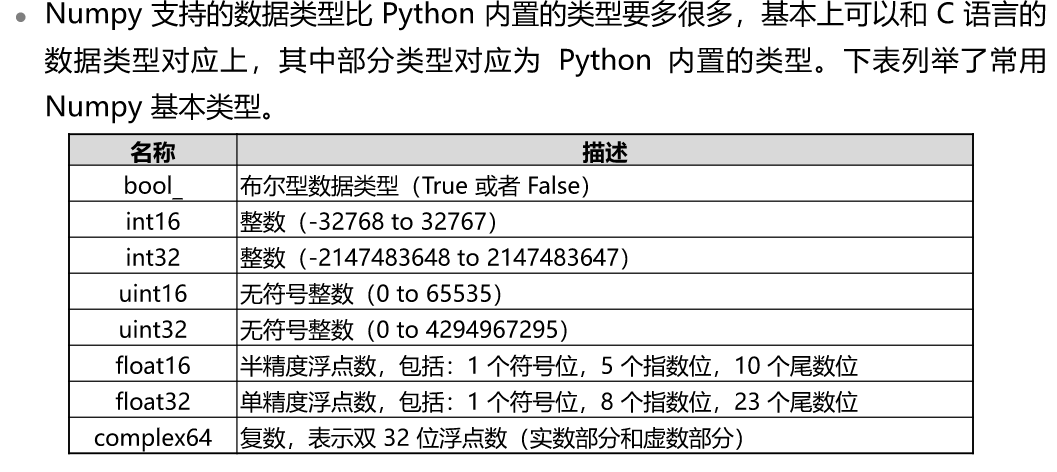 • Numpy 支持的数据类型比 Python 内置的类型要多很多，基本上可以和 C 语言的
数据类型对应上，其中部分类型对应为 Python 内置的类型。下表列举了常用
Numpy 基本类型。
名称 描述
bool_ 布尔型数据类型（True 或者 False）
int16 整数（-32768 to 32767）
int32 整数（-2147483648 to 2147483647）
uint16 无符号整数（0 to 65535）
uint32 无符号整数（0 to 4294967295）
float16 半精度浮点数，包括：1 个符号位，5 个指数位，10 个尾数位
float32 单精度浮点数，包括：1 个符号位，8 个指数位，23 个尾数位
complex64 复数，表示双 32 位浮点数（实数部分和虚数部分）